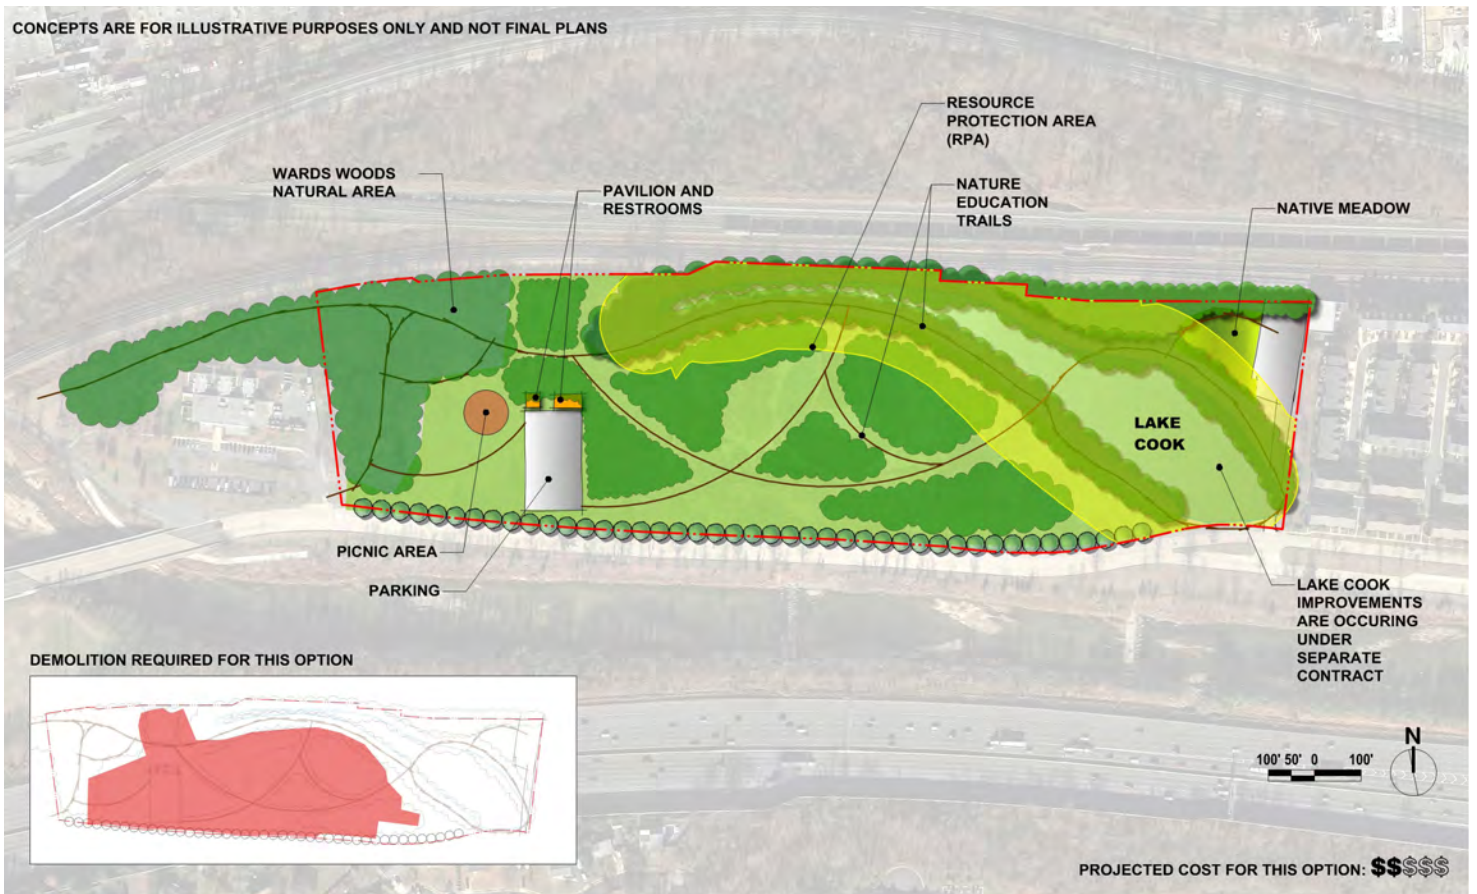 CONCEPTS ARE FOR ILLUSTRATIVE PURPOSES ONLY AND NOT FINAL PLANS
RESOURCE
PROTECTION AREA
(RPA)
WARDS WOODS
NATURAL AREA
PAVILION AND
RESTROOMS
NATURE
EDUCATION
TRAILS
NATIVE MEADOW
LAKE
COOK
PICNIC AREA
PARKING
LAKE COOK
IMPROVEMENTS
ARE OCCURING
UNDER
SEPARATE
CONTRACT
DEMOLITION REQUIRED FOR THIS OPTION
N
100' 50' 0 100'
PROJECTED COST FOR THIS OPTION: $$$$$